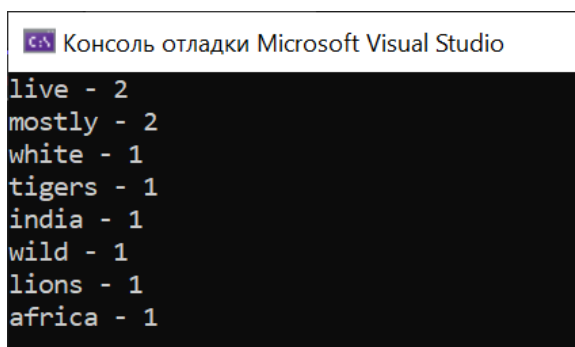 Консоль отладки Microsoft Visual Studio
live - 2
mostly - 2
white - 1
tigers - 1
india - 1
wild - 1
lions - 1
africa - 1